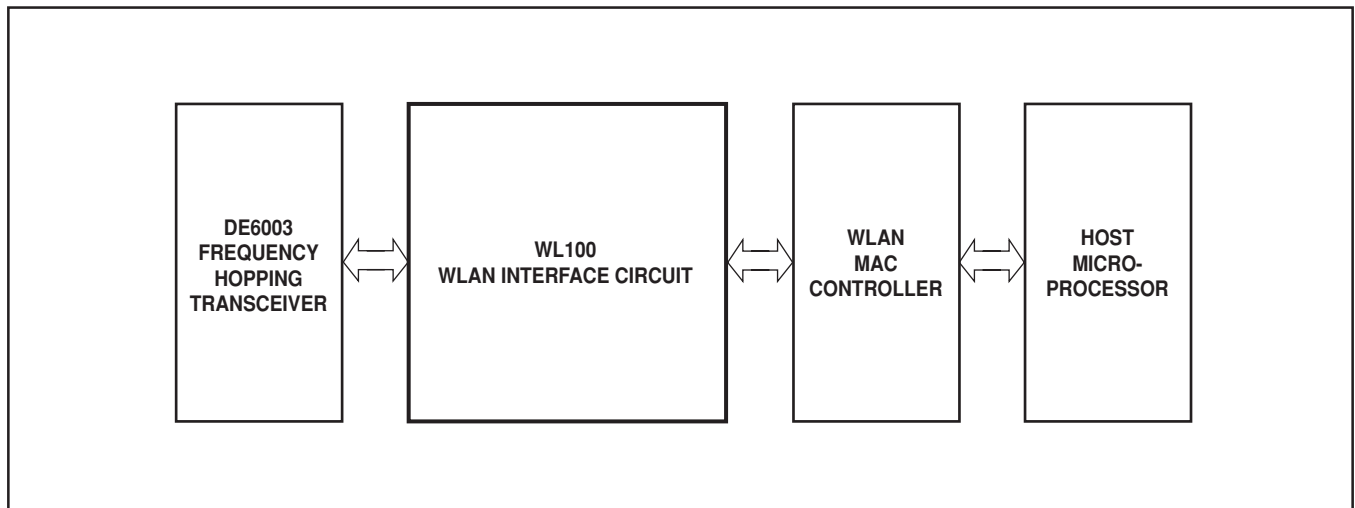 DE6003
FREQUENCY
HOPPING
TRANSCEIVER
WL100
WLAN INTERFACE CIRCUIT
WLAN
MAC
CONTROLLER
HOST
MICRO-
PROCESSOR